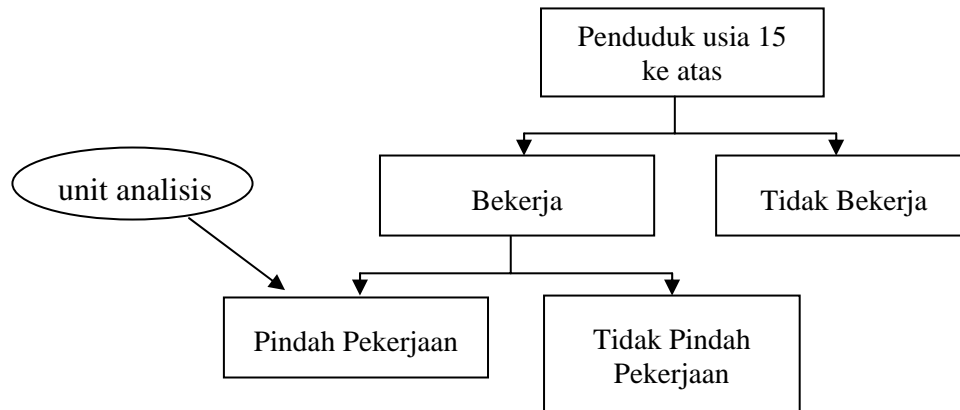 Penduduk usia 15
ke atas
unit analisis
Bekerja
Tidak Bekerja
Pindah Pekerjaan
Tidak Pindah
Pekerjaan